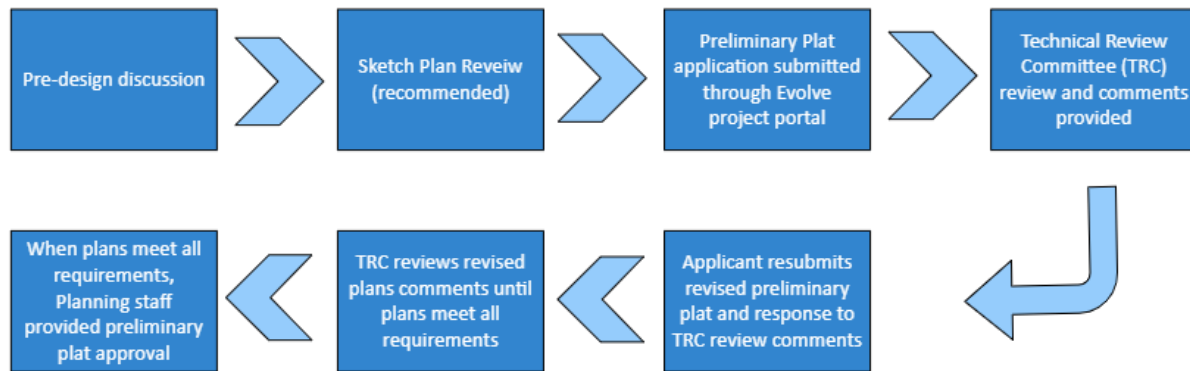 Pre-design discussion
Sketch Plan Reveiw
(recommended)
Preliminary Plat
application submitted
through Evolve
project portal
Technical Review
Committee (TRC)
review and comments
provided
Applicant resubmits
revised preliminary
plat and response to
TRC review comments
TRC reviews revised
plans comments until
plans meet all
requirements
When plans meet all
requirements,
Planning staff
provided preliminary
plat approval